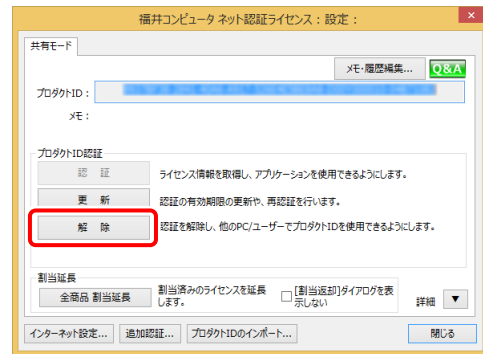 福井コンピュータ ネット認証ライセンス：設定：
共有モード
メモ・履歴編集... Q&A
プロダクトID：
メモ：
プロダクトID認証
認 証 ライセンス情報を取得し、アプリケーションを使用できるようにします。
更 新 認証の有効期限の更新や、再認証を行います。
解 除 認証を解除し、他のPC/ユーザーでプロダクトIDを使用できるようにします。
割当延長
全商品 割当延長 割当済みのライセンスを延長します。 [割当返却]ダイアログを表示しない 詳細 ▼
インターネット設定... 追加認証... プロダクトIDのインポート... 閉じる